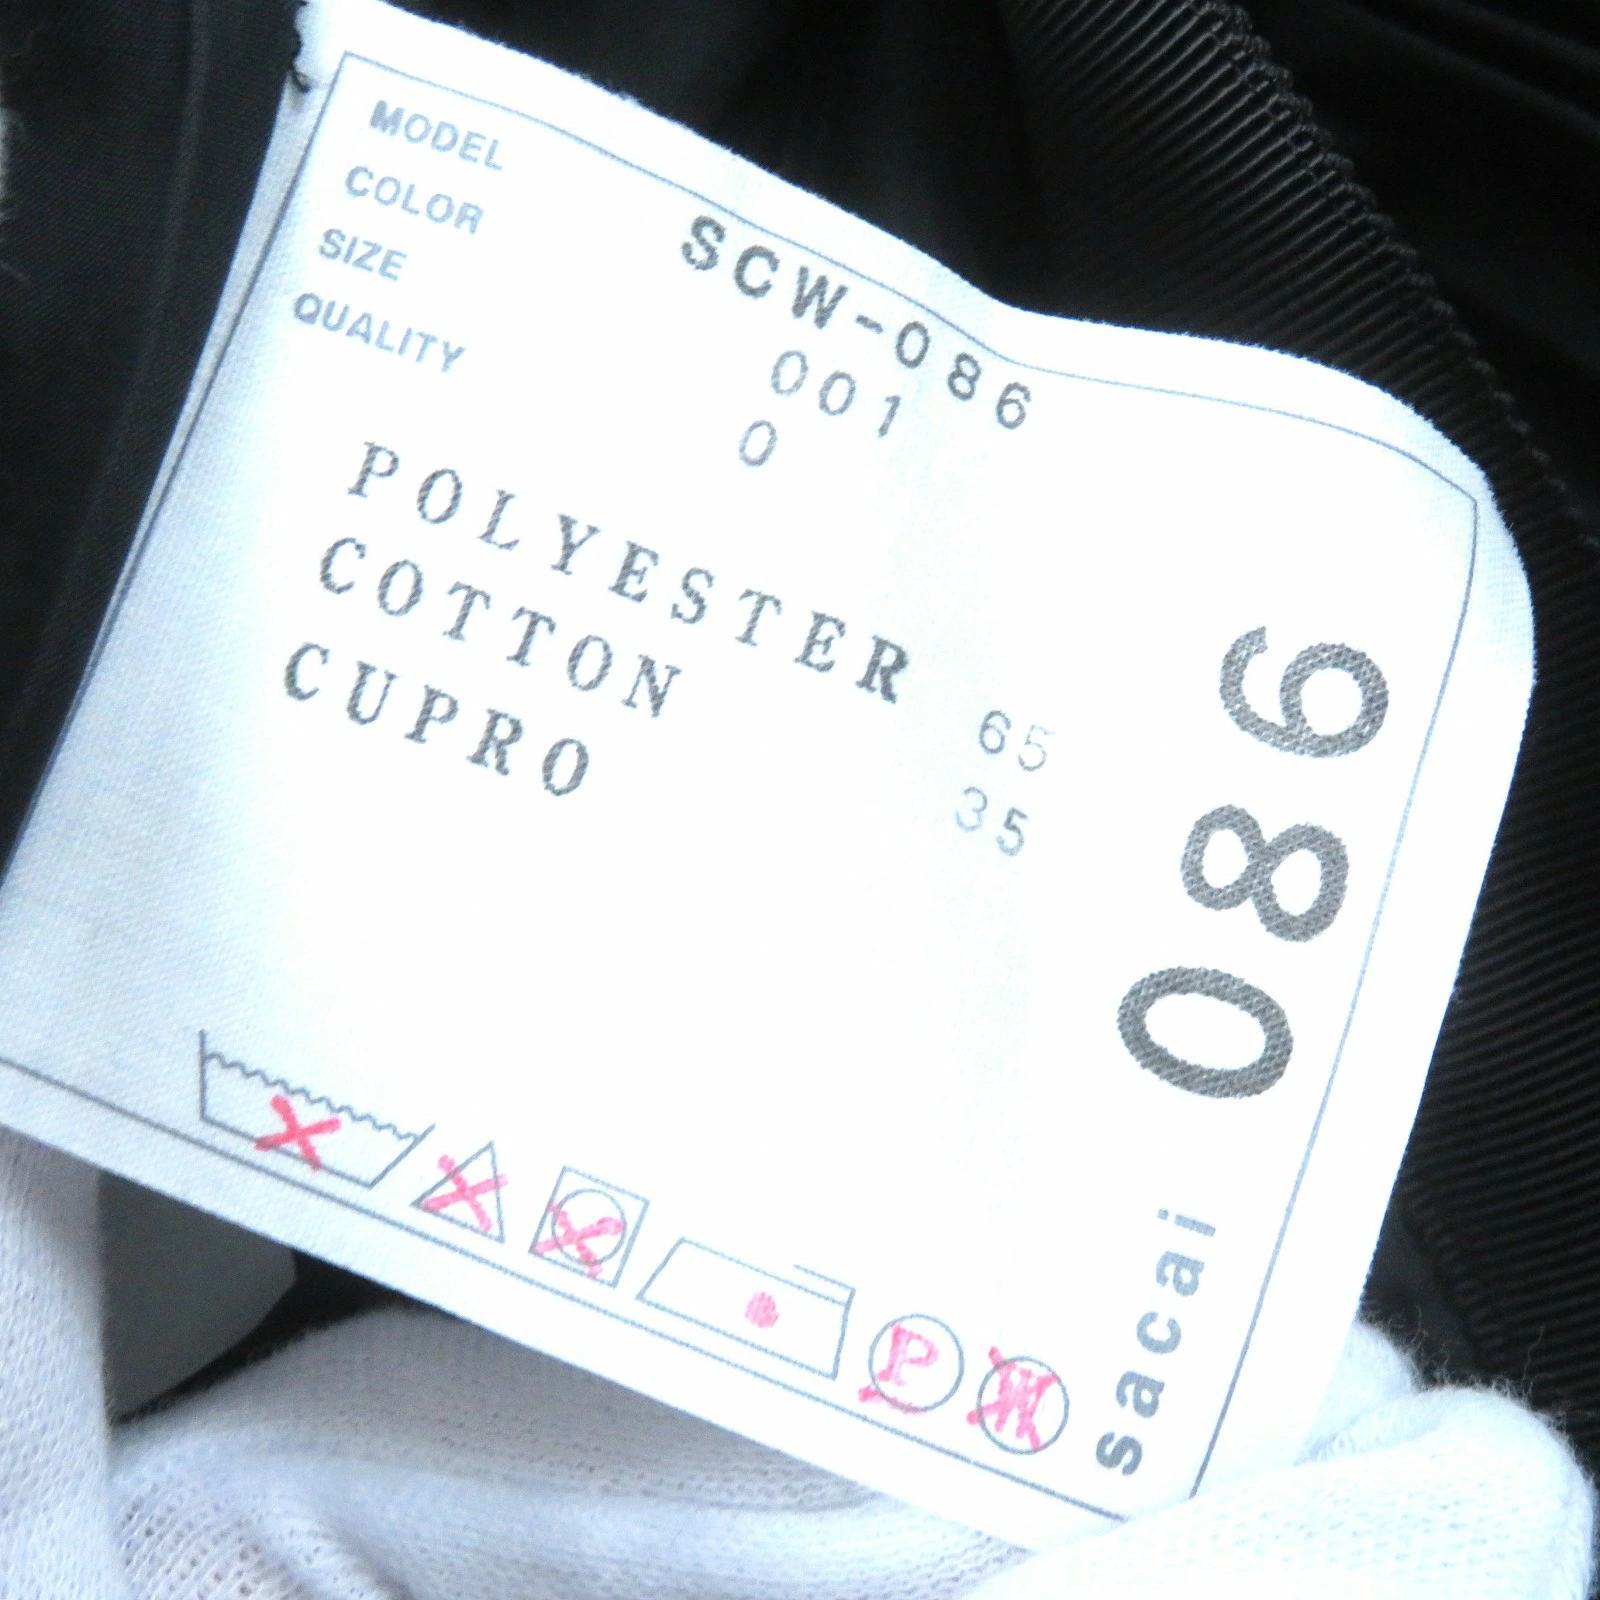 MODEL SCW-086
COLOR 001
SIZE 0
QUALITY
POLYESTER 65
COTTON 35
CUPRO
P
W
sacai 086